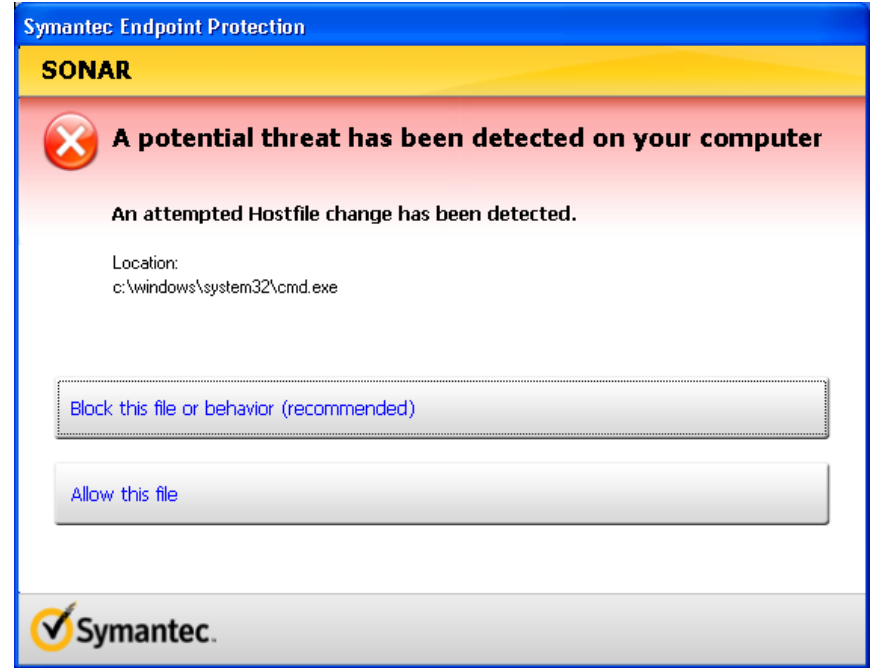 Symantec Endpoint Protection
SONAR
A potential threat has been detected on your computer
An attempted Hostfile change has been detected.
Location:
c:\windows\system32\cmd.exe
Block this file or behavior (recommended)
Allow this file
Symantec.